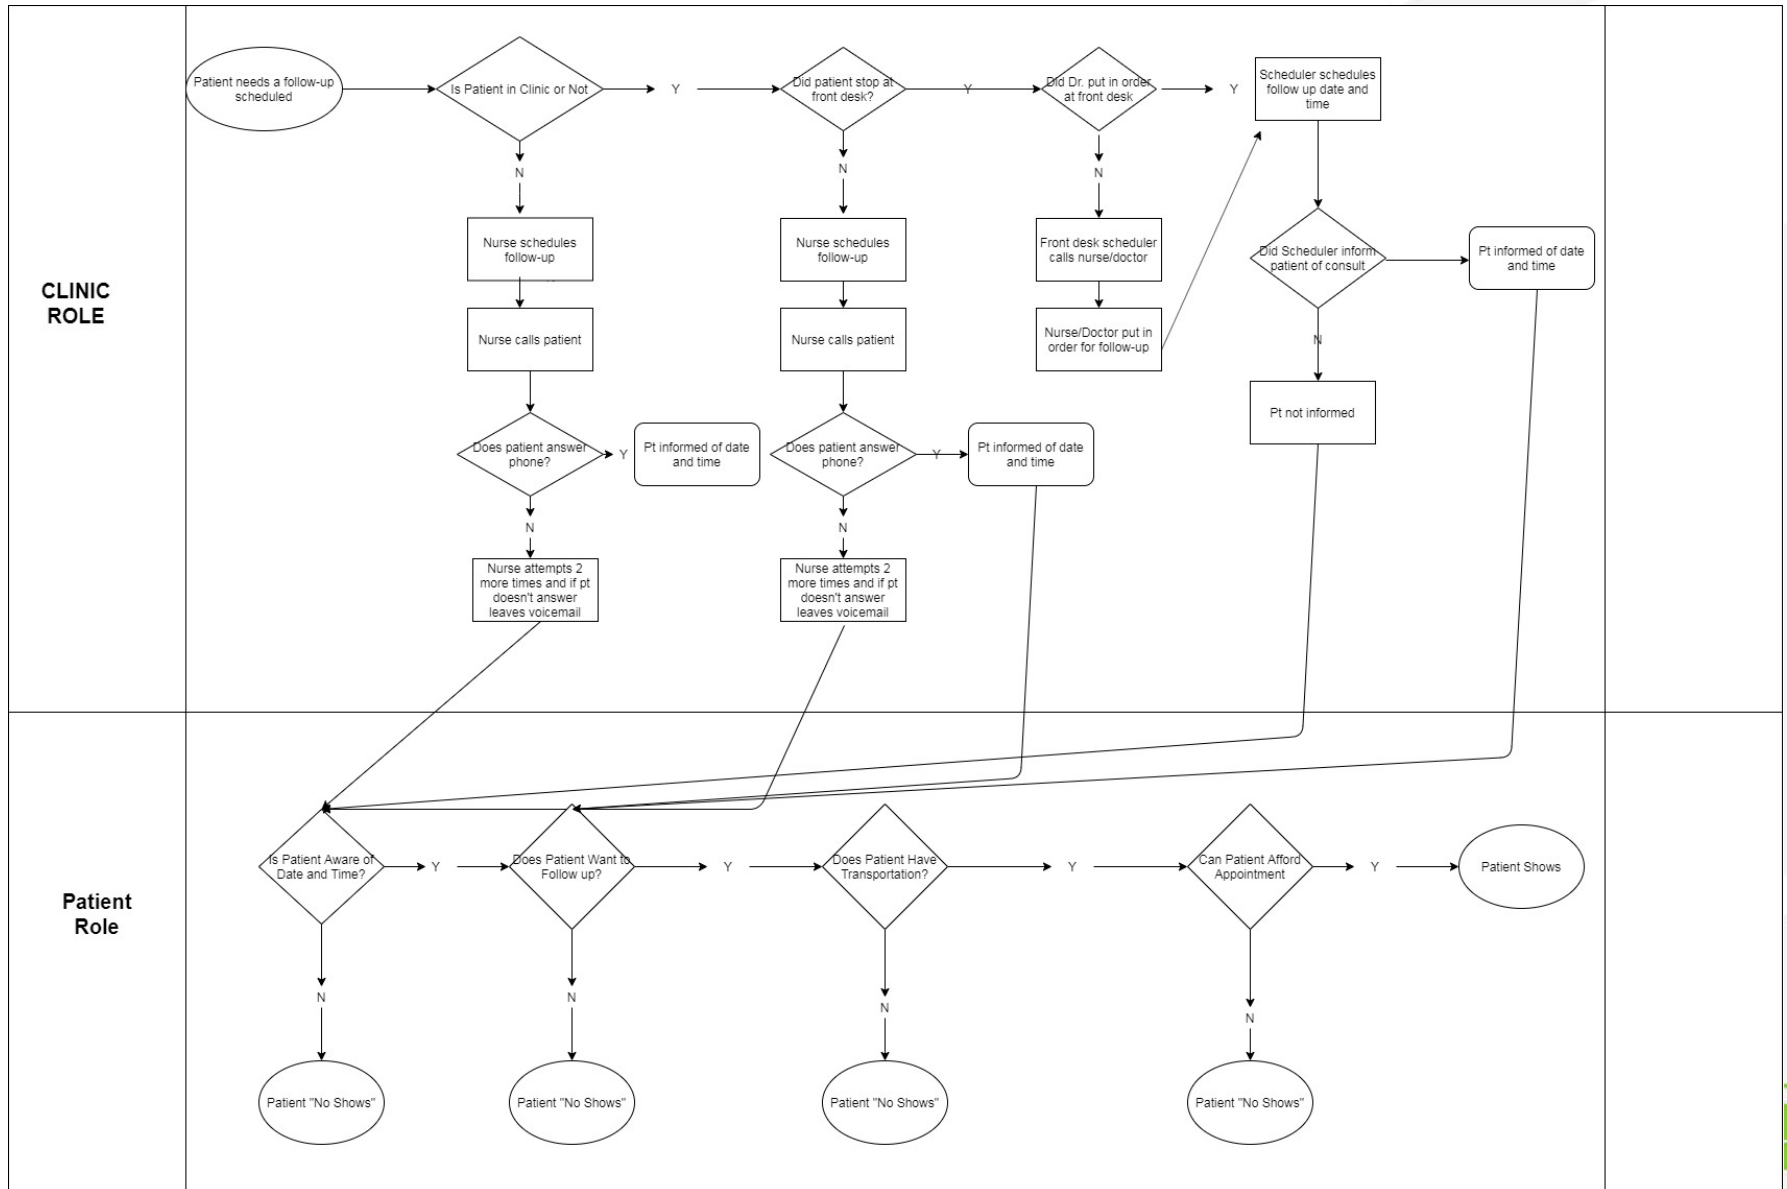 Patient needs a follow-up
scheduled
Is Patient in Clinic or Not
Y
Did patient stop at
front desk?
Y
Did Dr. put in order
at front desk
Y
Scheduler schedules
follow up date and
time
N
N
N
CLINIC
ROLE
Nurse schedules
follow-up
Nurse schedules
follow-up
Front desk scheduler
calls nurse/doctor
Did Scheduler inform
patient of consult
Pt informed of date
and time
Nurse calls patient
Nurse calls patient
Nurse/Doctor put in
order for follow-up
N
Pt not informed
Does patient answer
phone?
Y
Pt informed of date
and time
Does patient answer
phone?
Y
Pt informed of date
and time
N
N
Nurse attempts 2
more times and if pt
doesn't answer
leaves voicemail
Nurse attempts 2
more times and if pt
doesn't answer
leaves voicemail
Patient
Role
Is Patient Aware of
Date and Time?
Y
Does Patient Want to
Follow up?
Y
Does Patient Have
Transportation?
Y
Can Patient Afford
Appointment
Y
Patient Shows
N
N
N
N
Patient "No Shows"
Patient "No Shows"
Patient "No Shows"
Patient "No Shows"